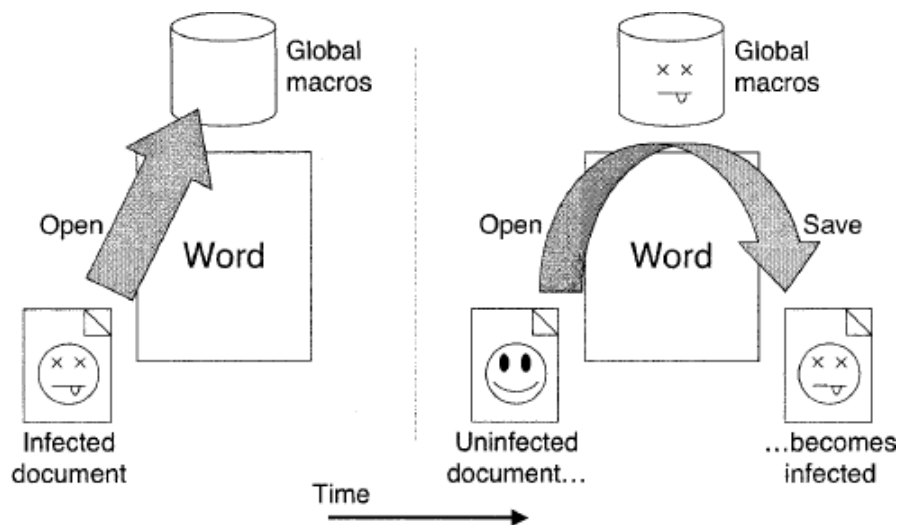 Global
macros
Open
Word
Infected
document
Global
macros
Open
Save
Word
Uninfected
document...
...becomes
infected
Time